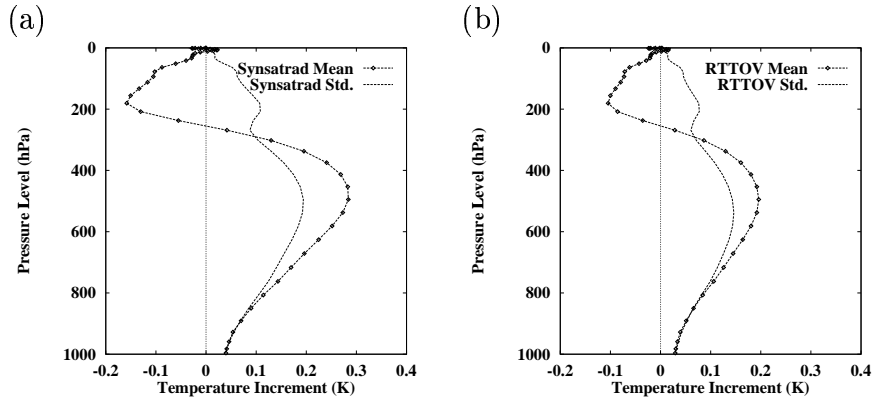 (a)
0
200
400
600
800
1000
Pressure Level (hPa)
Synsatrad Mean
Synsatrad Std.
-0.2 -0.1 0 0.1 0.2 0.3 0.4
Temperature Increment (K)
(b)
0
200
400
600
800
1000
Pressure Level (hPa)
RTTOV Mean
RTTOV Std.
-0.2 -0.1 0 0.1 0.2 0.3 0.4
Temperature Increment (K)